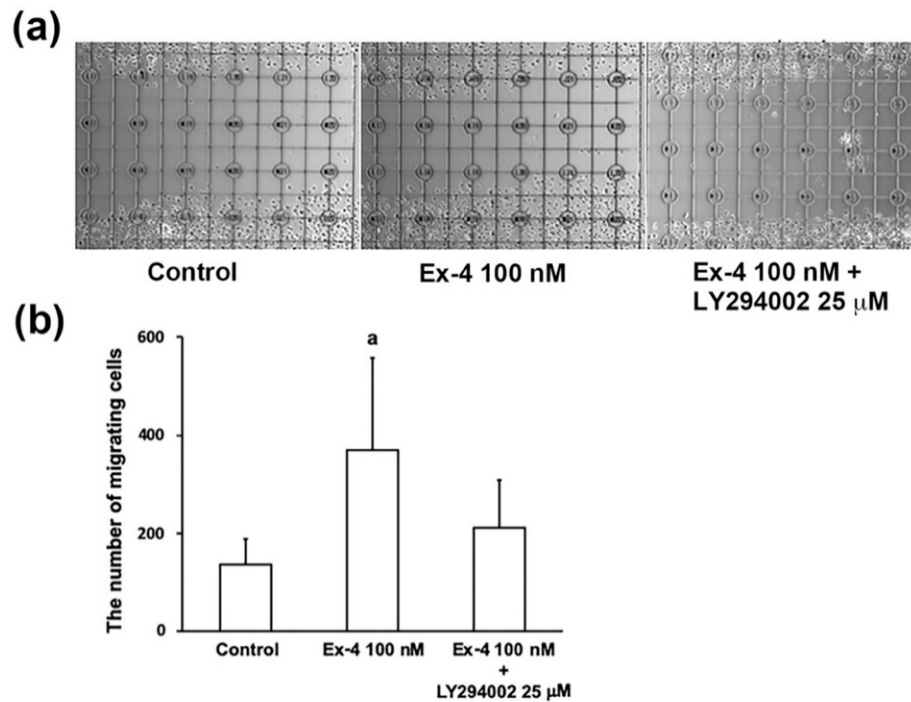 (a)
Control
Ex-4 100 nM
Ex-4 100 nM +
LY294002 25 μM
(b)
The number of migrating cells
600
400
200
0
a
Control
Ex-4 100 nM
Ex-4 100 nM
+
LY294002 25 μM